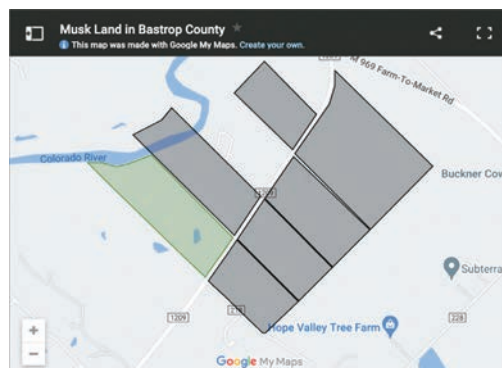 Musk Land in Bastrop County
This map was made with Google My Maps. Create your own.
M 969 Farm-To-Market Rd
Colorado River
Buckner Cow
1209
Subterra
Hope Valley Tree Farm
1209
228
Google My Maps